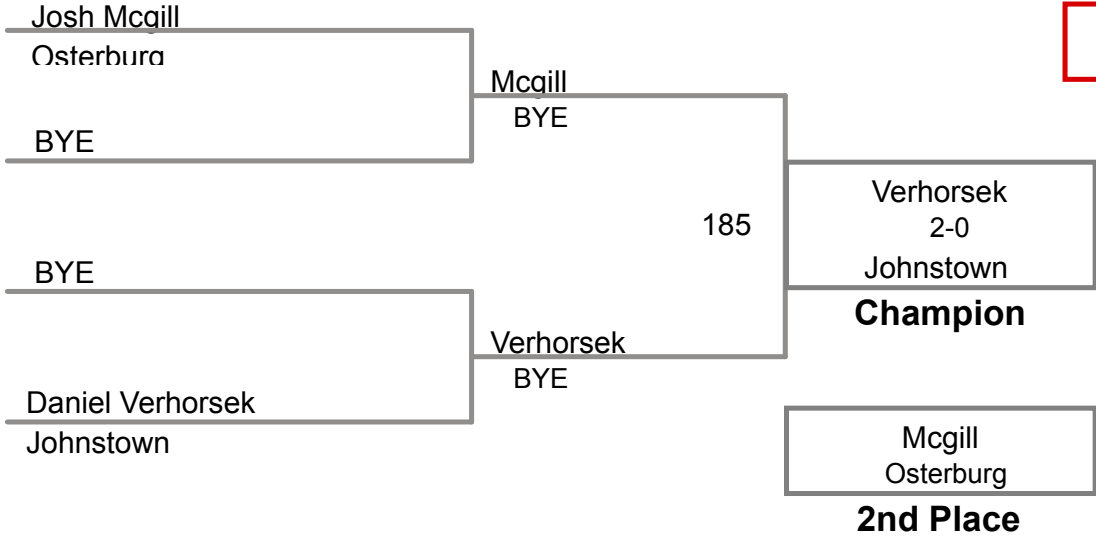 Josh Mcgill
Osterburg
BYE
BYE
Daniel Verhorsek
Johnstown
Mcgill
BYE
Verhorsek
BYE
185
Verhorsek
2-0
Johnstown
Champion
Mcgill
Osterburg
2nd Place